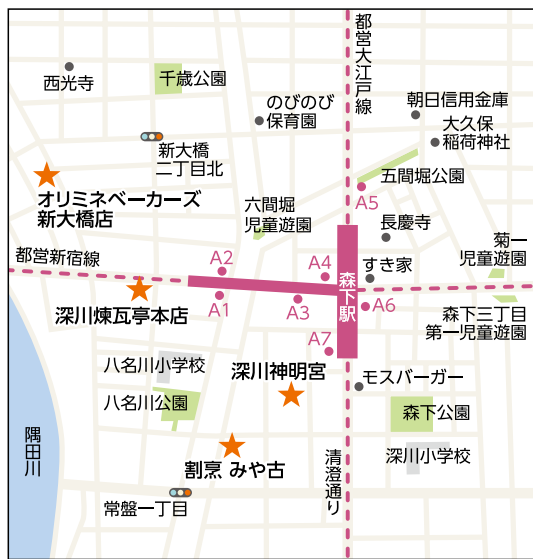 都営大江戸線
西光寺
千歳公園
のびのび
保育園
朝日信用金庫
大久保
稲荷神社
新大橋
二丁目北
オリミネベーカーズ
新大橋店
六間堀
児童遊園
五間堀公園
A5
長慶寺
菊一
児童遊園
都営新宿線
A2
A4
すき家
森下駅
A1
A3
A6
深川煉瓦亭本店
森下三丁目
第一児童遊園
A7
八名川小学校
深川神明宮
モスバーガー
八名川公園
森下公園
隅田川
割烹 みや古
清澄通り
深川小学校
常盤一丁目